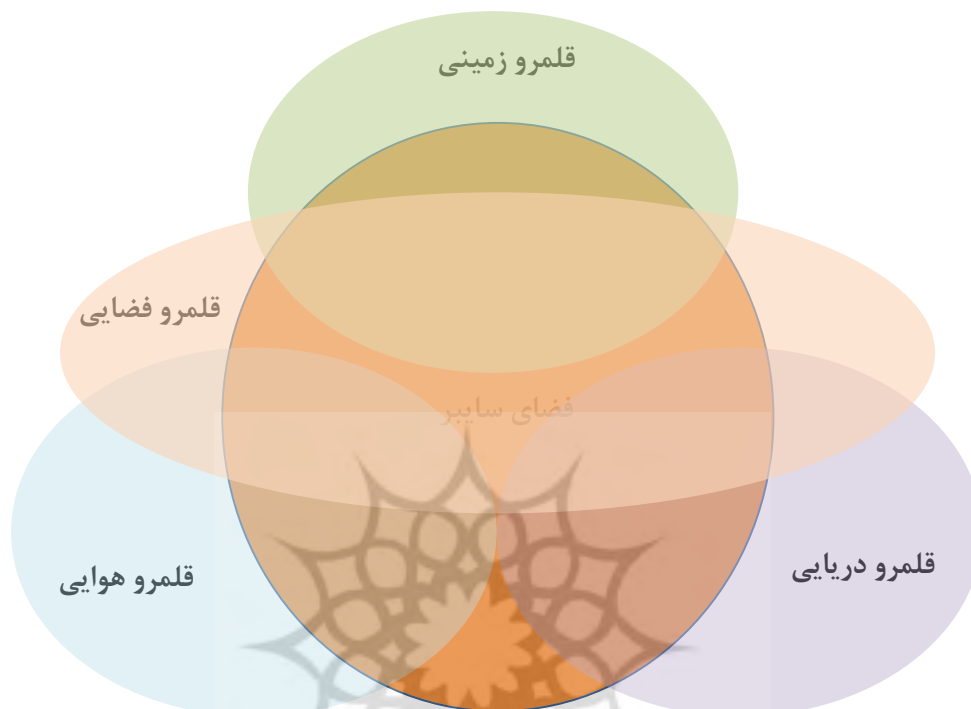 قلمرو زمینی
قلمرو فضایی
فضای سایبر
قلمرو دریایی
قلمرو هوایی